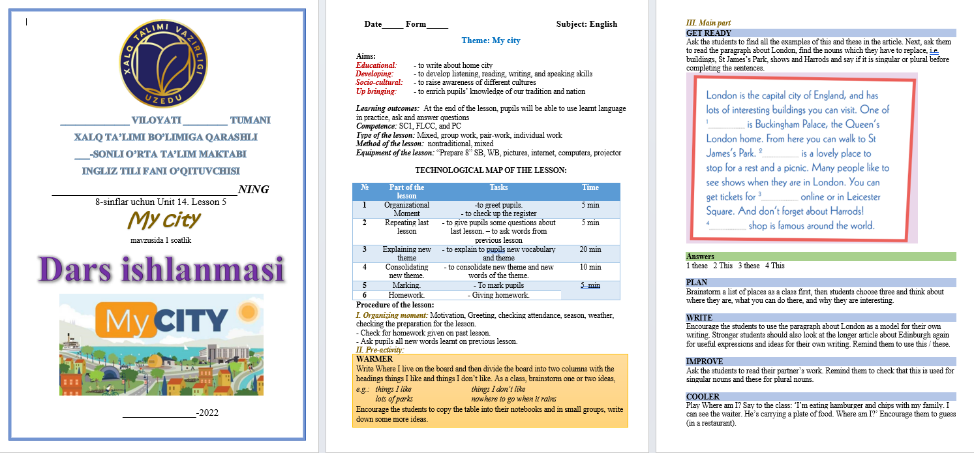 XALQ TALIMI VAZIRLIGI
UZEDU
______________ VILOYATI _________ TUMANI
XALQ TA'LIMI BO'LIMIGA QARASHLI
___-SONLI O'RTA TA'LIM MAKTABI
INGLIZ TILI FANI O'QITUVCHISI
______________________________NING
8-sinflar uchun Unit 14. Lesson 5
My city
mavzusida 1 soatlik
Dars ishlanmasi
My CITY
_______________-2022
Date_____ Form_____ Subject: English
Theme: My city
Aims:
Educational: - to write about home city
Developing: - to develop listening, reading, writing, and speaking skills
Socio-cultural: - to raise awareness of different cultures
Up bringing: - to enrich pupils' knowledge of our tradition and nation
Learning outcomes: At the end of the lesson, pupils will be able to use learnt language
in practice, ask and answer questions
Competence: SC1, FLCC, and PC
Type of the lesson: Mixed, group work, pair-work, individual work
Method of the lesson: nontraditional, mixed
Equipment of the lesson: "Prepare 8" SB, WB, pictures, internet, computers, projector
TECHNOLOGICAL MAP OF THE LESSON:
№ Part of the lesson Tasks Time
1 Organizational Moment -to greet pupils. - to check up the register 5 min
2 Repeating last lesson - to give pupils some questions about last lesson. – to ask words from previous lesson 5 min
3 Explaining new theme - to explain to pupils new vocabulary and theme 20 min
4 Consolidating new theme. - to consolidate new theme and new words of the theme. 10 min
5 Marking. - To mark pupils 5 min
6 Homework. - Giving homework.
Procedure of the lesson:
I. Organizing moment: Motivation, Greeting, checking attendance, season, weather,
checking the preparation for the lesson.
- Check for homework given on past lesson.
- Ask pupils all new words learnt on previous lesson.
II. Pre-activity:
WARMER
Write Where I live on the board and then divide the board into two columns with the
headings things I like and things I don't like. As a class, brainstorm one or two ideas,
e.g.: things I like things I don't like
lots of parks nowhere to go when it rains
Encourage the students to copy the table into their notebooks and in small groups, write
down some more ideas.
III. Main part
GET READY
Ask the students to find all the examples of this and these in the article. Next, ask them
to read the paragraph about London, find the nouns which they have to replace, i.e.
buildings, St James's Park, shows and Harrods and say if it is singular or plural before
completing the sentences.
London is the capital city of England, and has
lots of interesting buildings you can visit. One of
1________ is Buckingham Palace, the Queen's
London home. From here you can walk to St
James's Park. 2________ is a lovely place to
stop for a rest and a picnic. Many people like to
see shows when they are in London. You can
get tickets for 3________ online or in Leicester
Square. And don't forget about Harrods!
4________ shop is famous around the world.
Answers
1 these 2 This 3 these 4 This
PLAN
Brainstorm a list of places as a class first, then students choose three and think about
where they are, what you can do there, and why they are interesting.
WRITE
Encourage the students to use the paragraph about London as a model for their own
writing. Stronger students should also look at the longer article about Edinburgh again
for useful expressions and ideas for their own writing. Remind them to use this / these.
IMPROVE
Ask the students to read their partner's work. Remind them to check that this is used for
singular nouns and these for plural nouns.
COOLER
Play Where am I? Say to the class: 'I'm eating hamburger and chips with my family. I
can see the waiter. He's carrying a plate of food. Where am I?' Encourage them to guess
(in a restaurant).